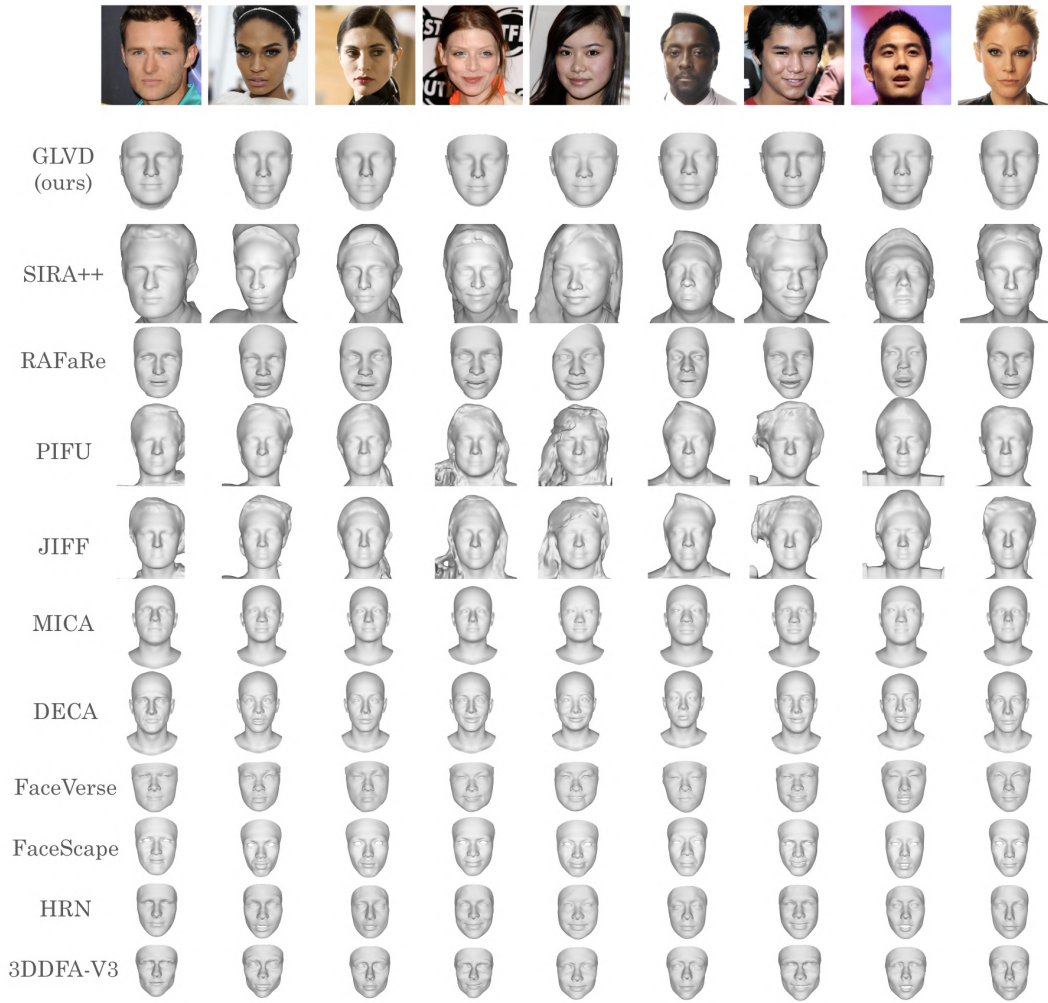 GLVD
(ours)
SIRA++
RAFaRe
PIFU
JIFF
MICA
DECA
FaceVerse
FaceScape
HRN
3DDFA-V3